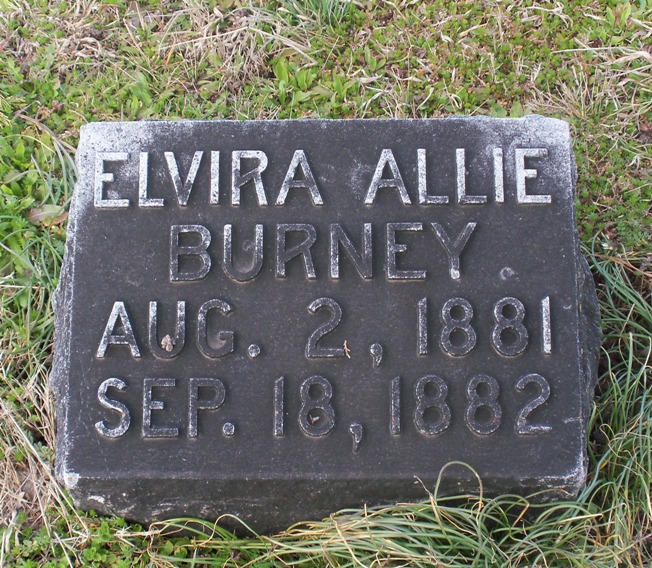 ELVIRA ALLIE
BURNEY
AUG. 2, 1881
SEP. 18, 1882